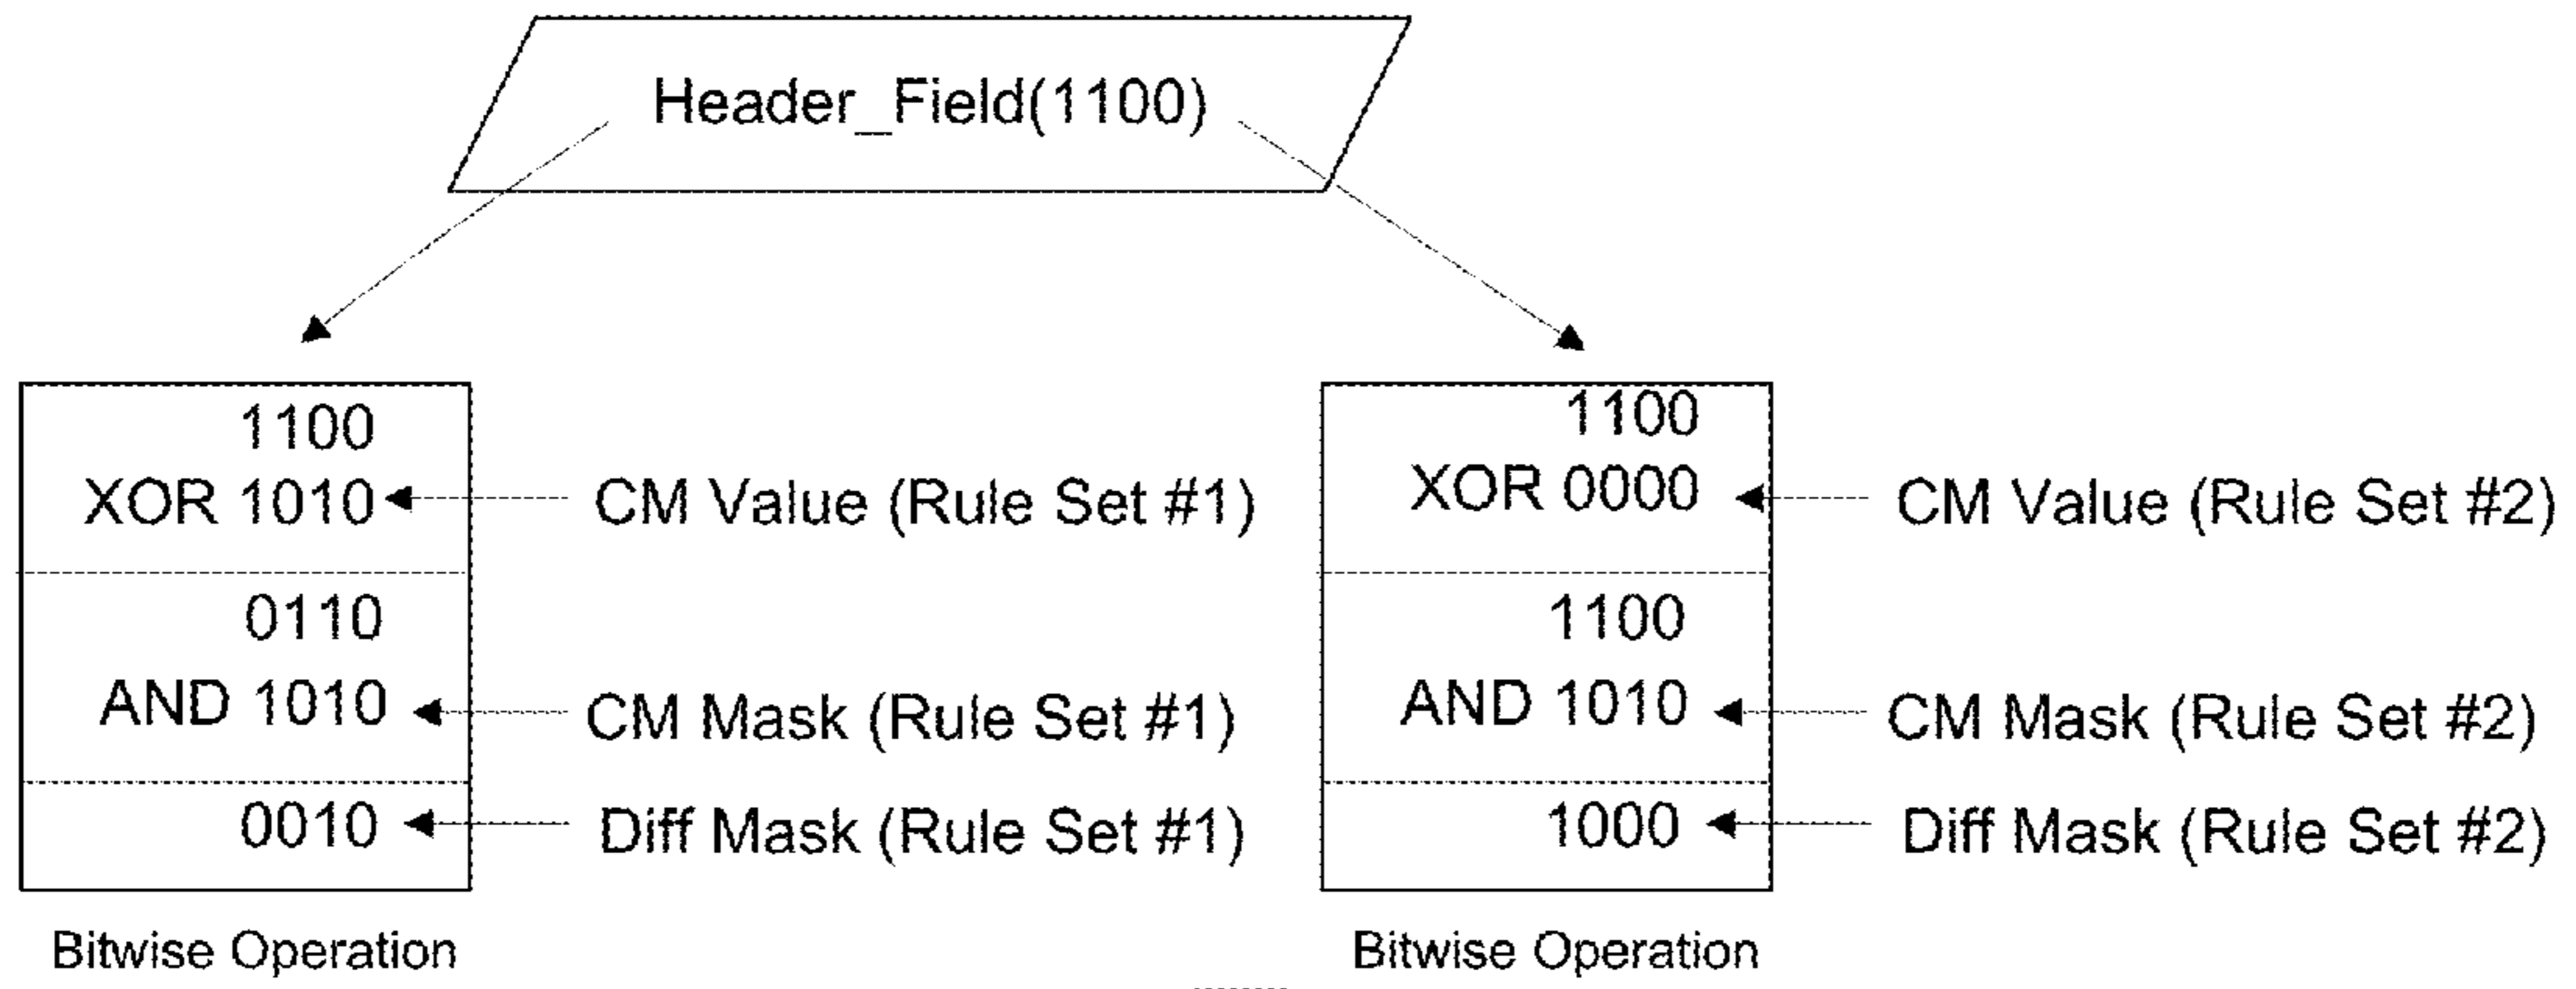 Header_Field(1100)
1100
XOR 1010
CM Value (Rule Set #1)
0110
AND 1010
CM Mask (Rule Set #1)
0010
Diff Mask (Rule Set #1)
Bitwise Operation
1100
XOR 0000
CM Value (Rule Set #2)
1100
AND 1010
CM Mask (Rule Set #2)
1000
Diff Mask (Rule Set #2)
Bitwise Operation